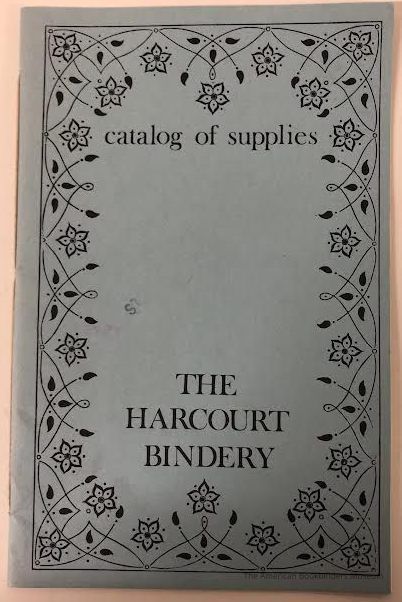 catalog of supplies
THE
HARCOURT
BINDERY
The American Bookbinders Museum